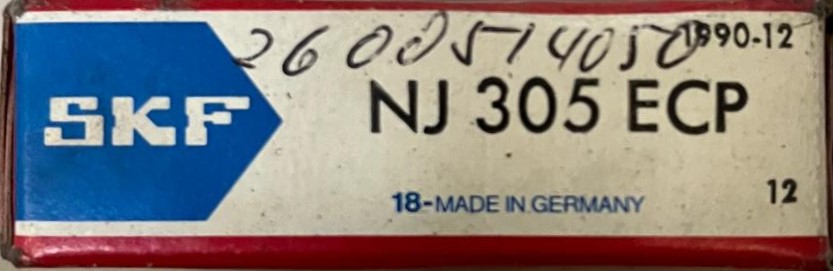 2600514050
1990-12
SKF
NJ 305 ECP
18-MADE IN GERMANY
12